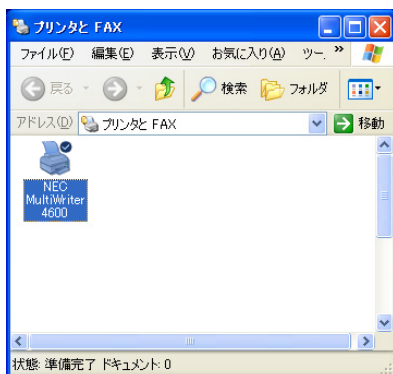 プリンタと FAX
ファイル(F) 編集(E) 表示(V) お気に入り(A) ツー. »
戻る 検索 フォルダ
アドレス(D) プリンタと FAX 移動
NEC
MultiWriter
4600
状態: 準備完了 ドキュメント: 0